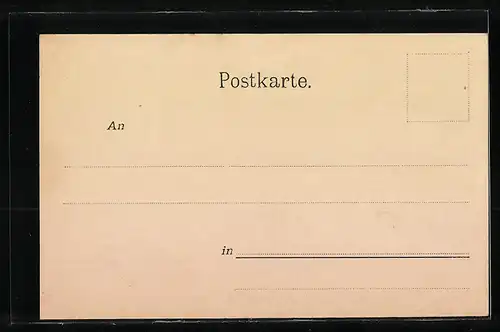 Postkarte.
An
in